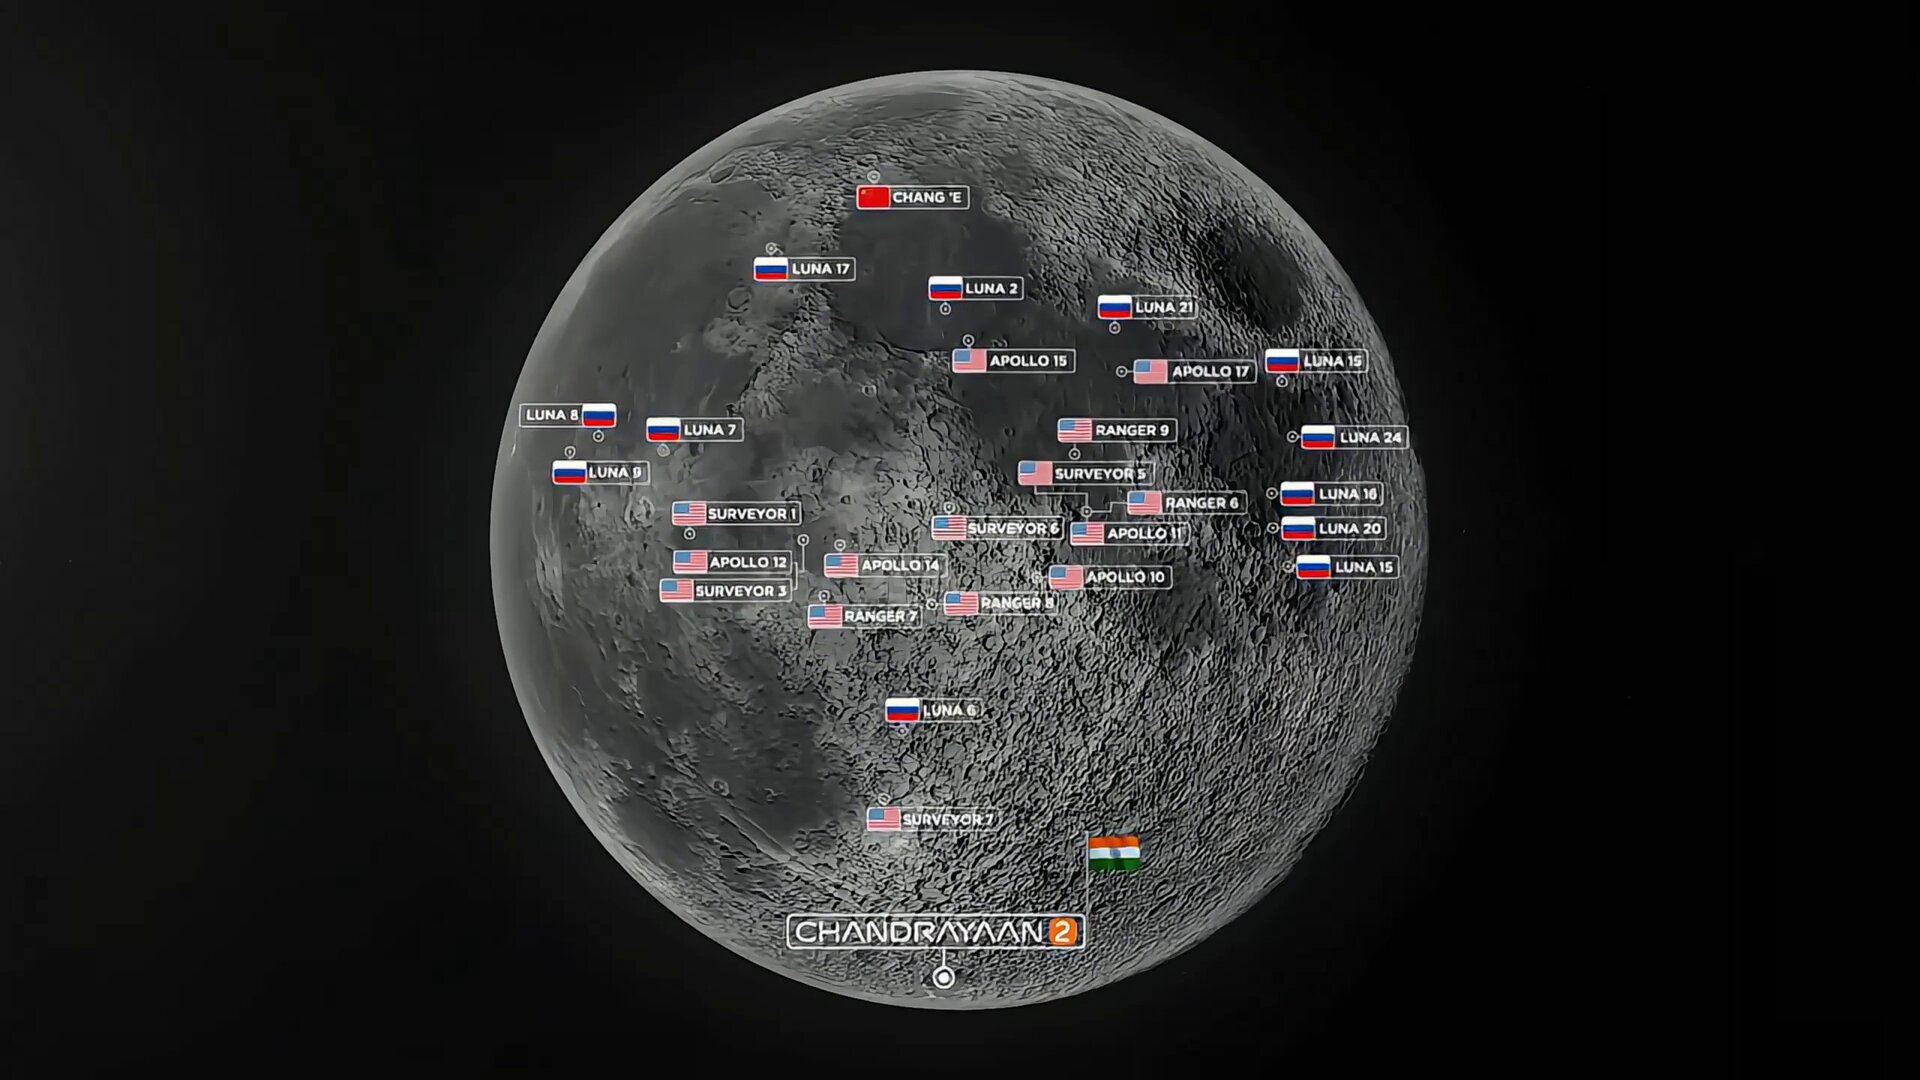 CHANG 'E
LUNA 17
LUNA 2
LUNA 21
APOLLO 15
APOLLO 17
LUNA 15
LUNA 8
LUNA 7
RANGER 9
LUNA 24
LUNA 9
SURVEYOR 5
LUNA 16
RANGER 6
SURVEYOR 1
SURVEYOR 6
APOLLO 11
LUNA 20
APOLLO 12
APOLLO 14
LUNA 15
APOLLO 10
SURVEYOR 3
RANGER 8
RANGER 7
LUNA 6
SURVEYOR 7
CHANDRAYAAN 2